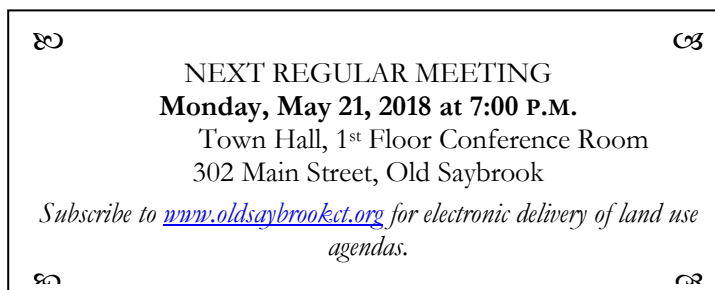 NEXT REGULAR MEETING
Monday, May 21, 2018 at 7:00 P.M.
Town Hall, 1st Floor Conference Room
302 Main Street, Old Saybrook
Subscribe to www.oldsaybrookct.org for electronic delivery of land use
agendas.